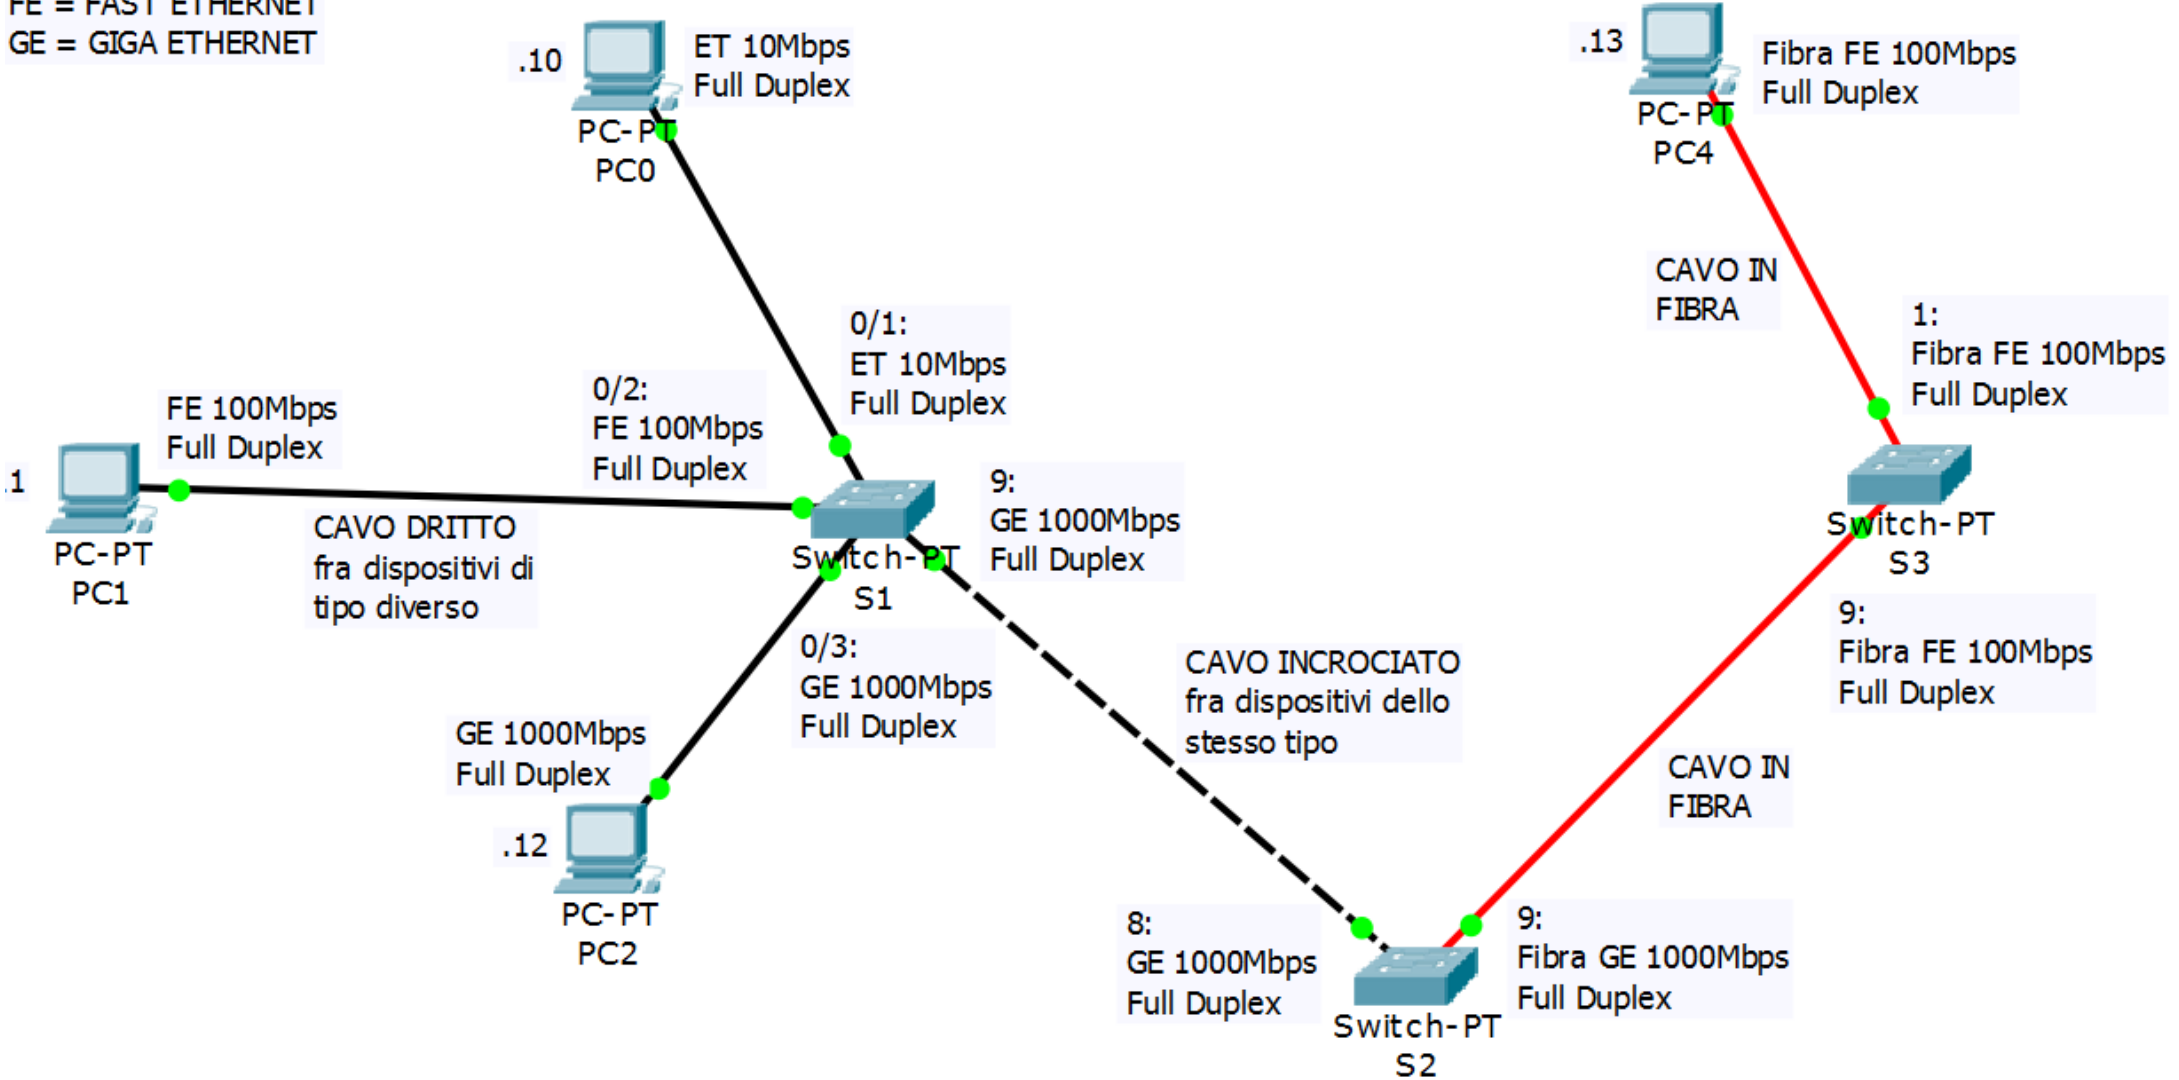 FE = FAST ETHERNET
GE = GIGA ETHERNET
.10
ET 10Mbps
Full Duplex
PC-PT
PC0
.13
Fibra FE 100Mbps
Full Duplex
PC-PT
PC4
CAVO IN
FIBRA
1:
Fibra FE 100Mbps
Full Duplex
0/1:
ET 10Mbps
Full Duplex
0/2:
FE 100Mbps
Full Duplex
FE 100Mbps
Full Duplex
.1
PC-PT
PC1
CAVO DRITTO
fra dispositivi di
tipo diverso
9:
GE 1000Mbps
Full Duplex
Switch-PT
S1
Switch-PT
S3
0/3:
GE 1000Mbps
Full Duplex
9:
Fibra FE 100Mbps
Full Duplex
CAVO INCROCIATO
fra dispositivi dello
stesso tipo
GE 1000Mbps
Full Duplex
.12
PC-PT
PC2
CAVO IN
FIBRA
8:
GE 1000Mbps
Full Duplex
9:
Fibra GE 1000Mbps
Full Duplex
Switch-PT
S2